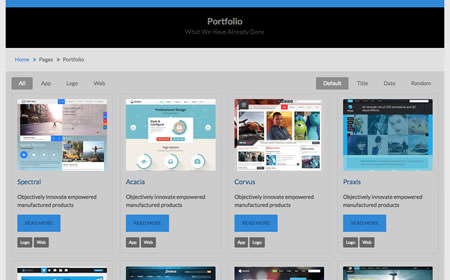 Portfolio
What We Have Already Done
Home » Pages » Portfolio
All App Logo Web
Default Title Date Random
Spectral
Objectively innovate empowered
manufactured products
READ MORE
Logo Web
Acacia
Objectively innovate empowered
manufactured products
READ MORE
App Web
Corvus
Objectively innovate empowered
manufactured products
READ MORE
App Logo
Praxis
Objectively innovate empowered
manufactured products
READ MORE
Logo Web